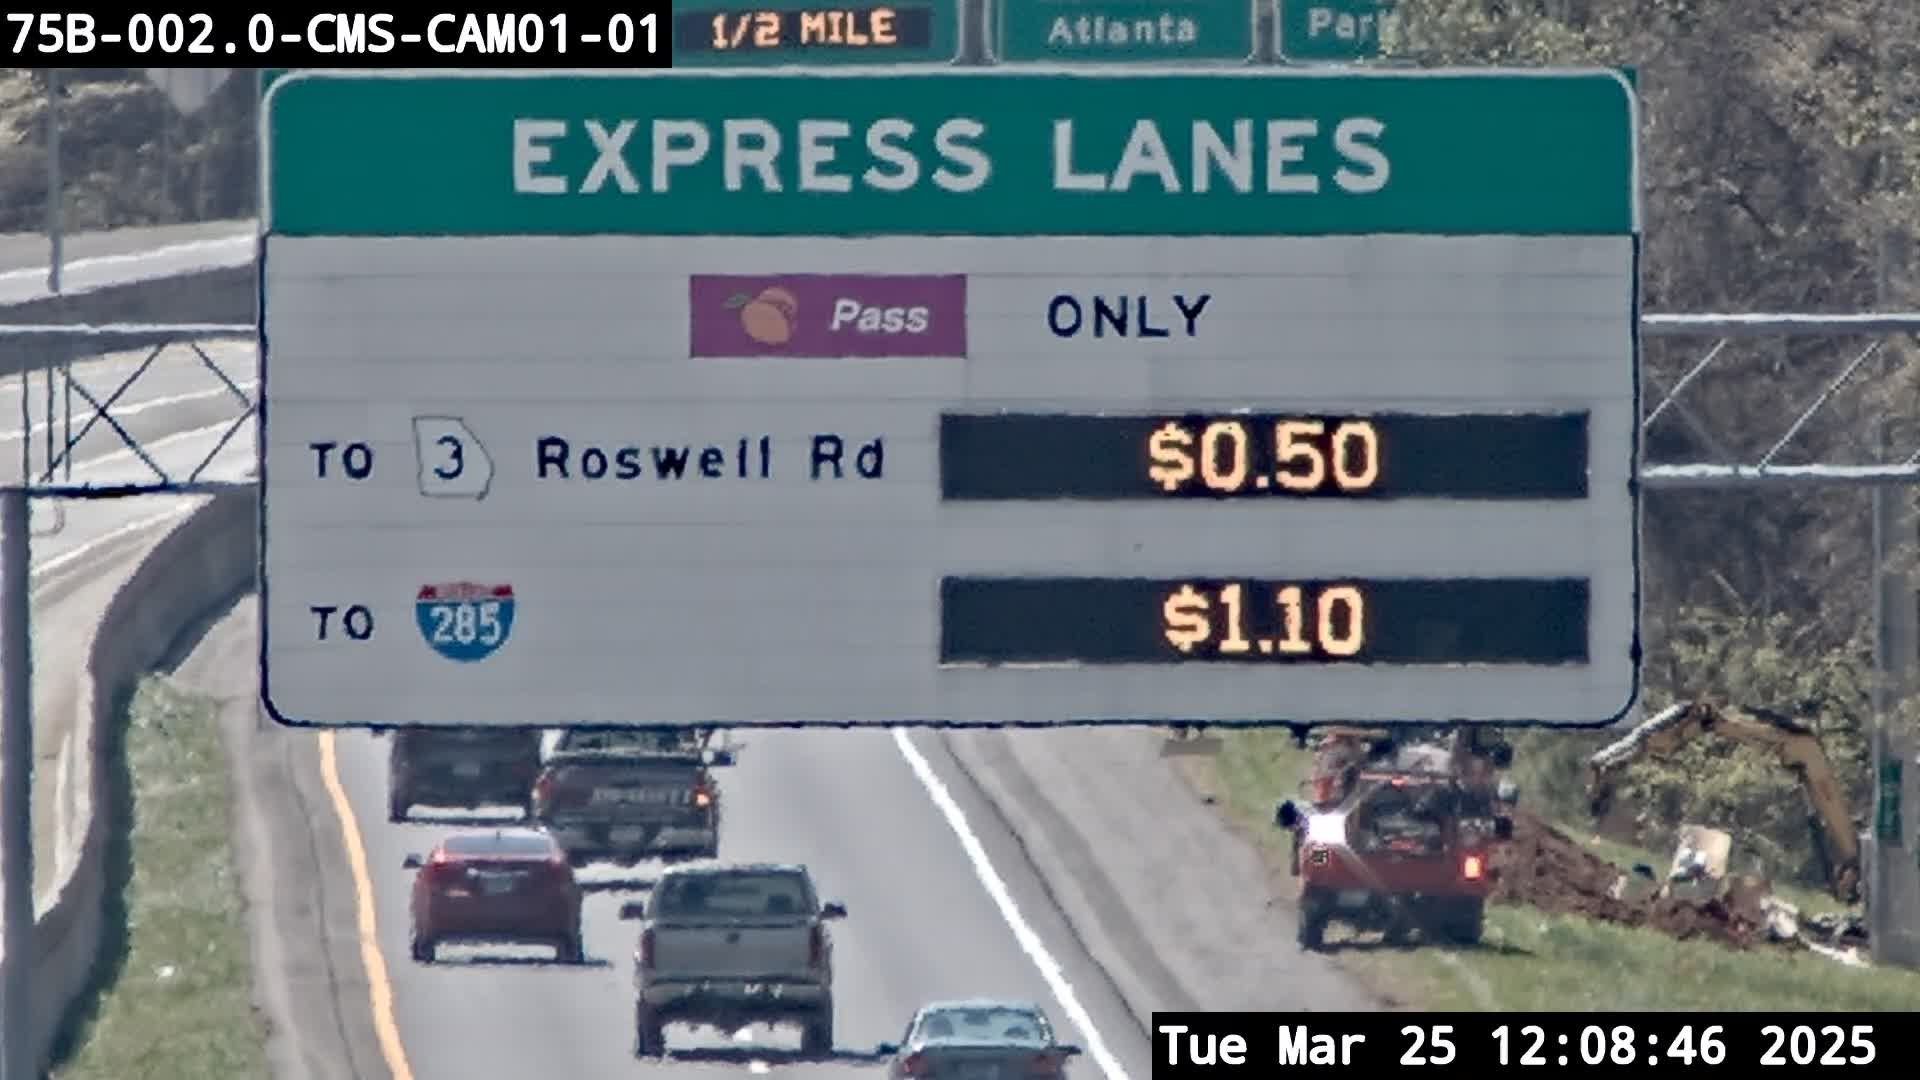 75B-002.0-CMS-CAM01-01
1/2 MILE
Atlanta
EXPRESS LANES
Pass ONLY
TO 3 Roswell Rd $0.50
TO 285 $1.10
Tue Mar 25 12:08:46 2025